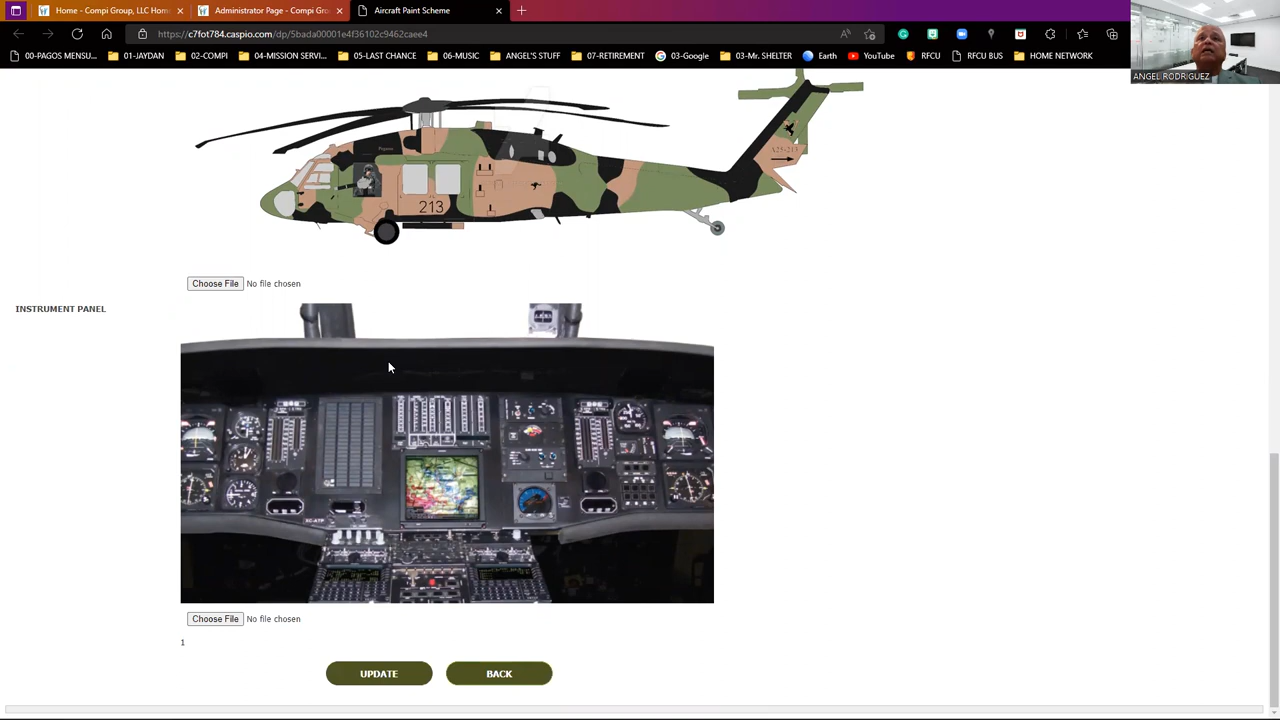 Home - Compi Group, LLC Hom
Administrator Page - Compi Gro
Aircraft Paint Scheme
https://c7fot784.caspio.com/dp/5bada00001e4f36102c9462caee4
00-PAGOS MENSU...
01-JAYDAN
02-COMPI
04-MISSION SERVI...
05-LAST CHANCE
06-MUSIC
ANGEL'S STUFF
07-RETIREMENT
03-Google
03-Mr. SHELTER
Earth
YouTube
RFCU
RFCU BUS
HOME NETWORK
ANGEL RODRIGUEZ
A25-213
213
Choose File No file chosen
INSTRUMENT PANEL
Choose File No file chosen
1
UPDATE
BACK